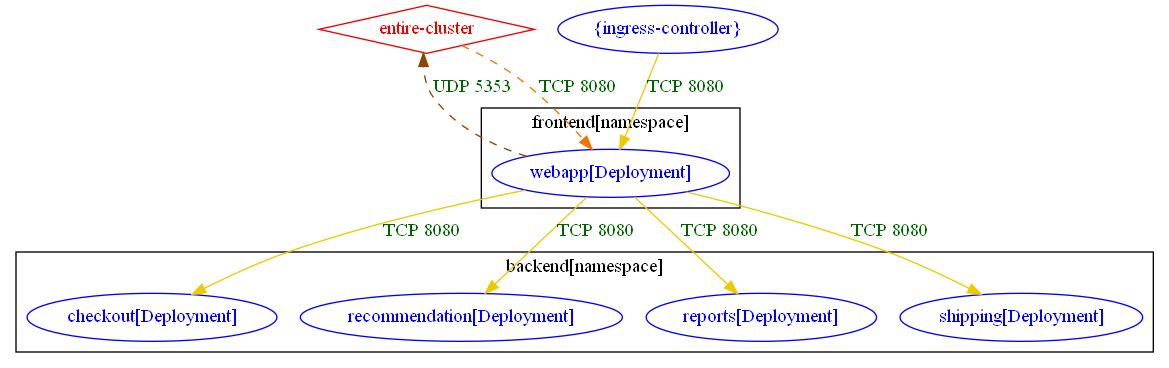 entire-cluster
{ingress-controller}
UDP 5353
TCP 8080
TCP 8080
frontend[namespace]
webapp[Deployment]
TCP 8080
TCP 8080
TCP 8080
TCP 8080
backend[namespace]
checkout[Deployment]
recommendation[Deployment]
reports[Deployment]
shipping[Deployment]